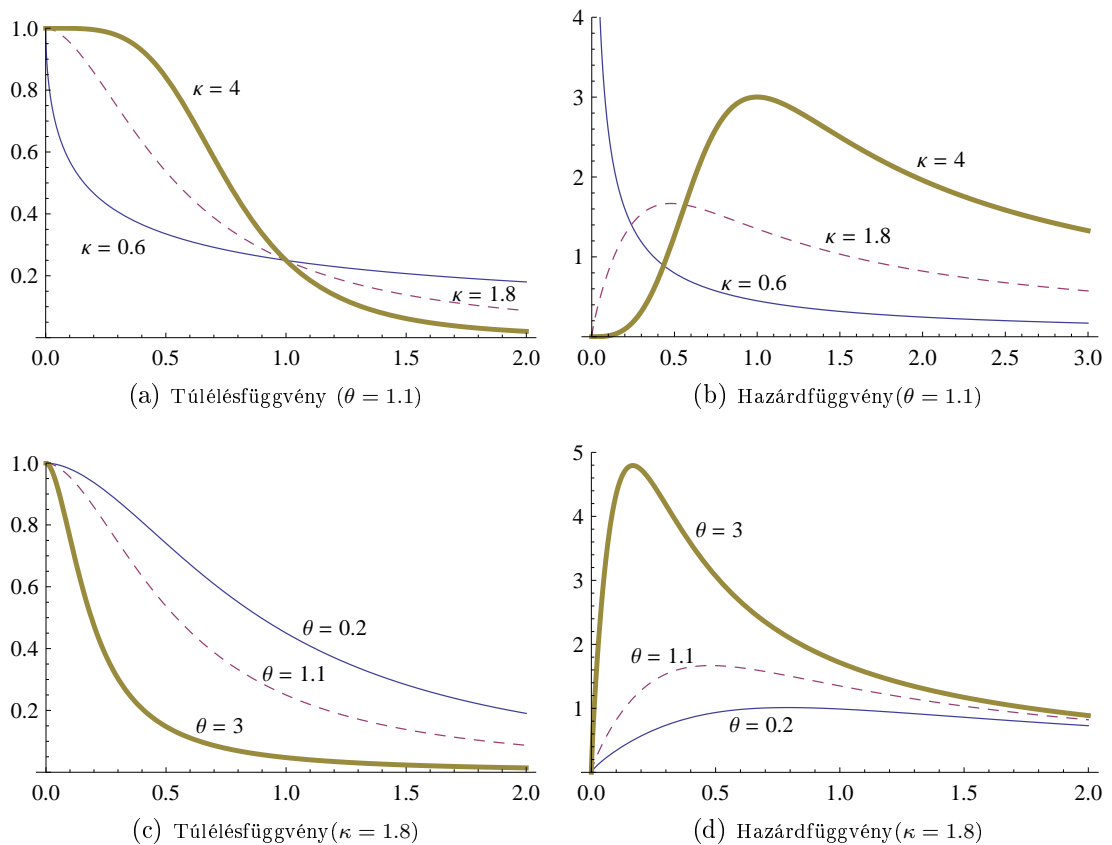 1.0
0.8
0.6
0.4
0.2
κ = 4
κ = 0.6
κ = 1.8
0.0 0.5 1.0 1.5 2.0
(a) Túlélésfüggvény (θ = 1.1)
4
3
2
1
κ = 4
κ = 1.8
κ = 0.6
0.0 0.5 1.0 1.5 2.0 2.5 3.0
(b) Hazárdfüggvény(θ = 1.1)
1.0
0.8
0.6
0.4
0.2
θ = 0.2
θ = 1.1
θ = 3
0.0 0.5 1.0 1.5 2.0
(c) Túlélésfüggvény(κ = 1.8)
5
4
3
2
1
θ = 3
θ = 1.1
θ = 0.2
0.0 0.5 1.0 1.5 2.0
(d) Hazárdfüggvény(κ = 1.8)